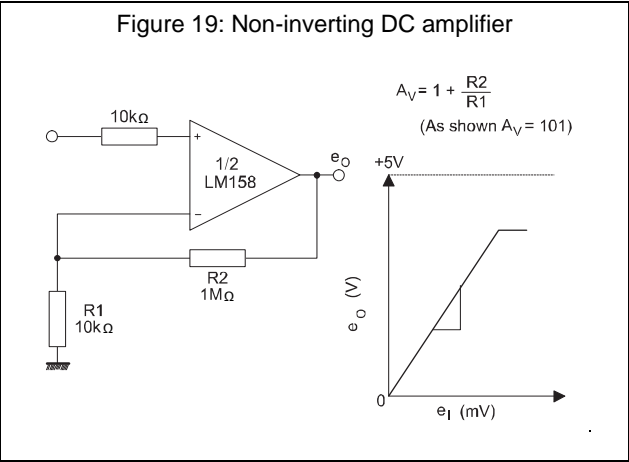 Figure 19: Non-inverting DC amplifier
10kΩ
+
1/2
LM158
−
e_O
R2
1MΩ
R1
10kΩ
A_V = 1 + R2/R1
(As shown A_V = 101)
+5V
e_O (V)
0
e_I (mV)